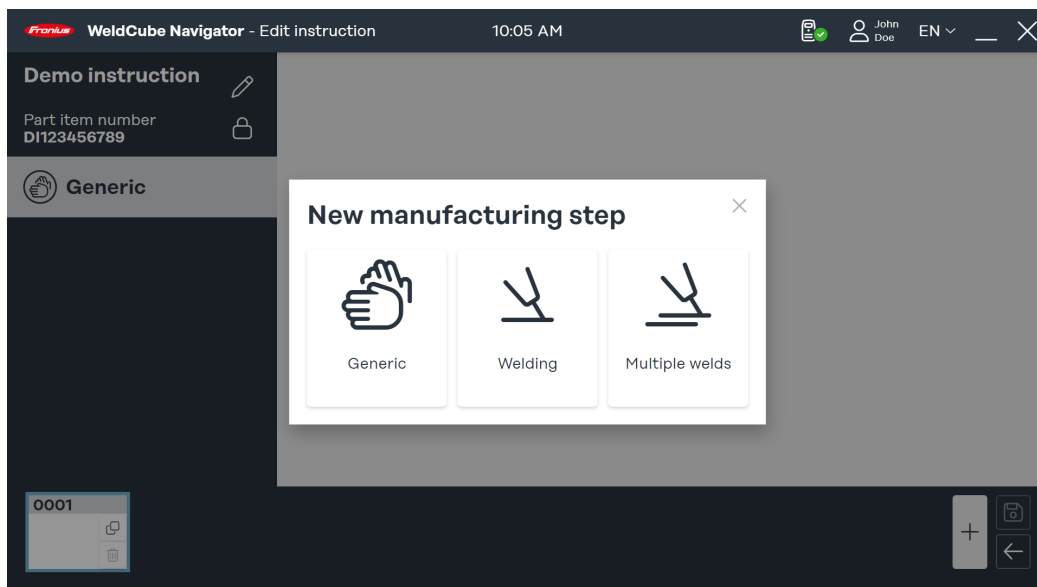 Fronius WeldCube Navigator - Edit instruction 10:05 AM John Doe EN
Demo instruction
Part item number
DI123456789
Generic
New manufacturing step
Generic Welding Multiple welds
0001